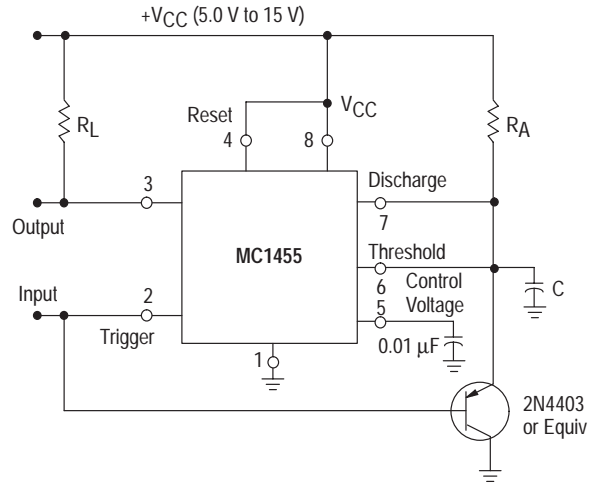 +VCC (5.0 V to 15 V)
RL
Reset
4
8
VCC
RA
3
Output
Discharge
7
MC1455
Threshold
6
Control
Voltage
5
C
Input
2
Trigger
0.01 µF
1
2N4403
or Equiv